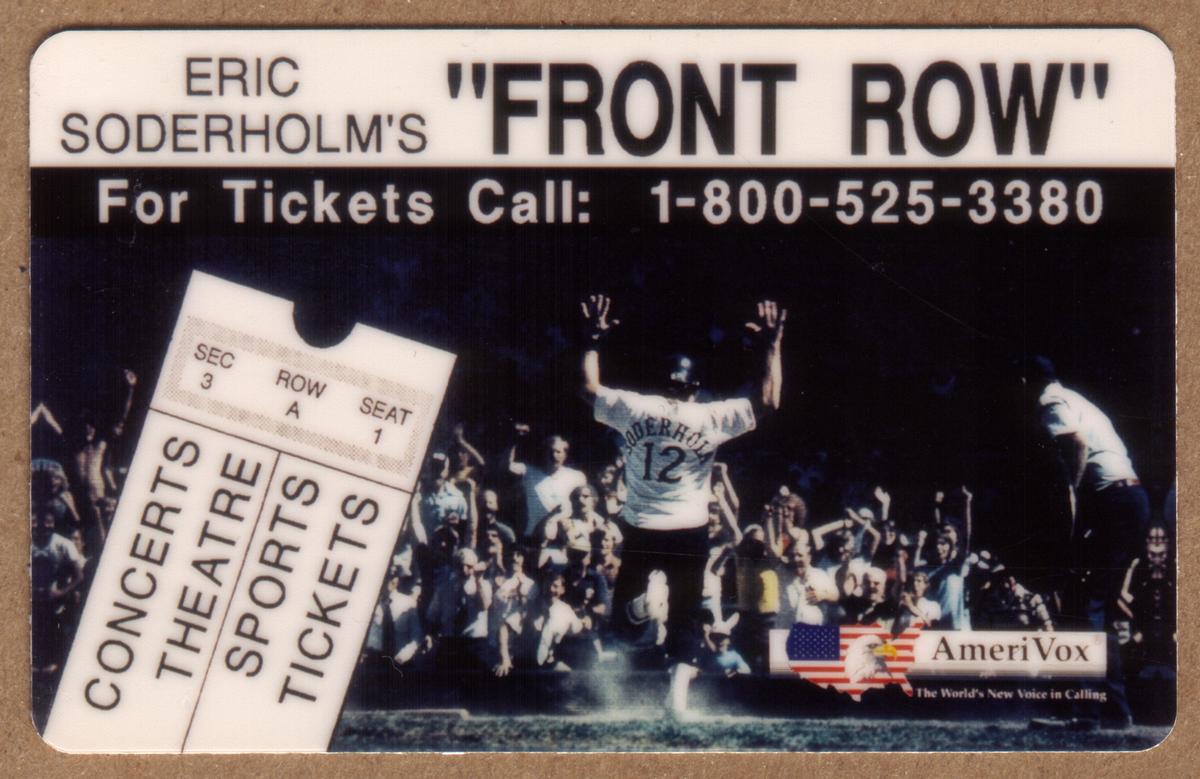 ERIC
SODERHOLM'S
"FRONT ROW"
For Tickets Call: 1-800-525-3380
SEC
3
ROW
A
SEAT
1
CONCERTS
THEATRE
SPORTS
TICKETS
SODERHOLM
12
AmeriVox
The World's New Voice in Calling